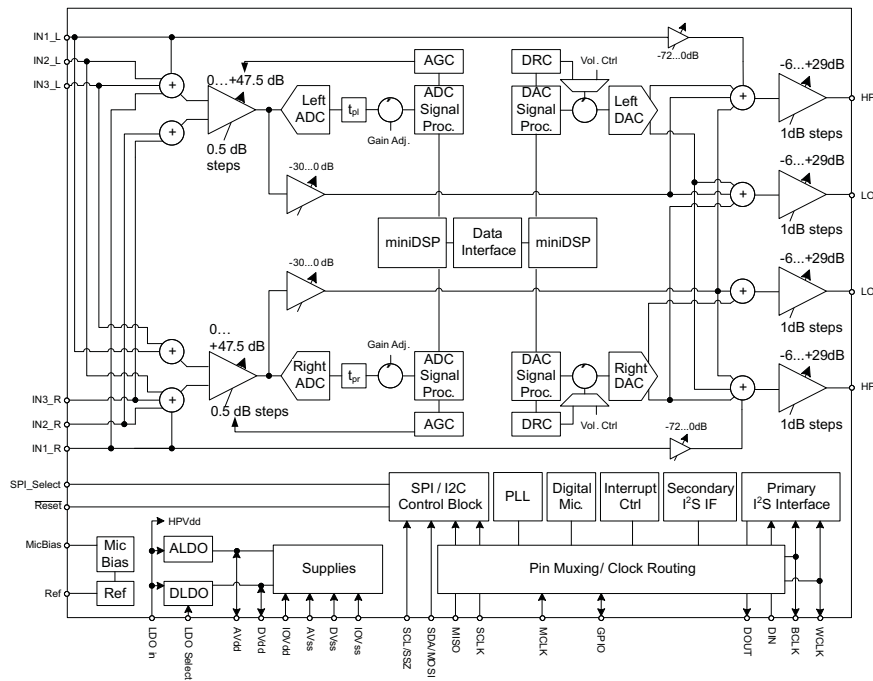 IN1_L
IN2_L
IN3_L
0… +47.5 dB
0.5 dB
steps
Left
ADC
tpl
Gain Adj.
AGC
ADC
Signal
Proc.
DRC
Vol. Ctrl
DAC
Signal
Proc.
Left
DAC
-72...0dB
-6...+29dB
1dB steps
HP
-30...0 dB
-6...+29dB
1dB steps
LO
miniDSP
Data
Interface
miniDSP
-30...0 dB
-6...+29dB
1dB steps
LO
0…
+47.5 dB
0.5 dB steps
Right
ADC
tpr
Gain Adj.
ADC
Signal
Proc.
AGC
DAC
Signal
Proc.
DRC
Vol. Ctrl
Right
DAC
-72...0dB
-6...+29dB
1dB steps
HP
IN3_R
IN2_R
IN1_R
SPI_Select
Reset
MicBias
Ref
HPVdd
Mic
Bias
Ref
ALDO
DLDO
Supplies
SPI / I2C
Control Block
PLL
Digital
Mic.
Interrupt
Ctrl
Secondary
I²S IF
Primary
I²S Interface
Pin Muxing/ Clock Routing
LDO in
LDO Select
AVdd
DVdd
IOVdd
AVss
DVss
IOVss
SCL/SSZ
SDA/MOSI
MISO
SCLK
MCLK
GPIO
DOUT
DIN
BCLK
WCLK